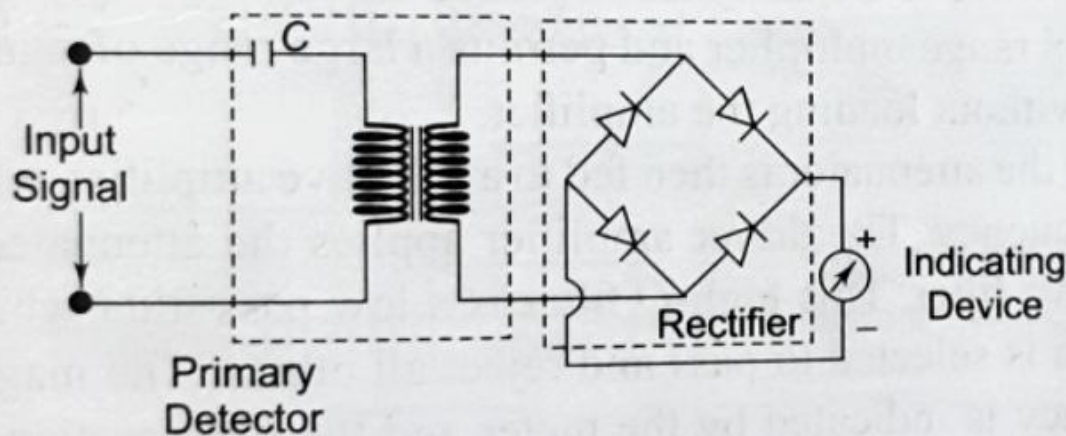 C
Input
Signal
+
Indicating
Device
Rectifier
–
Primary
Detector